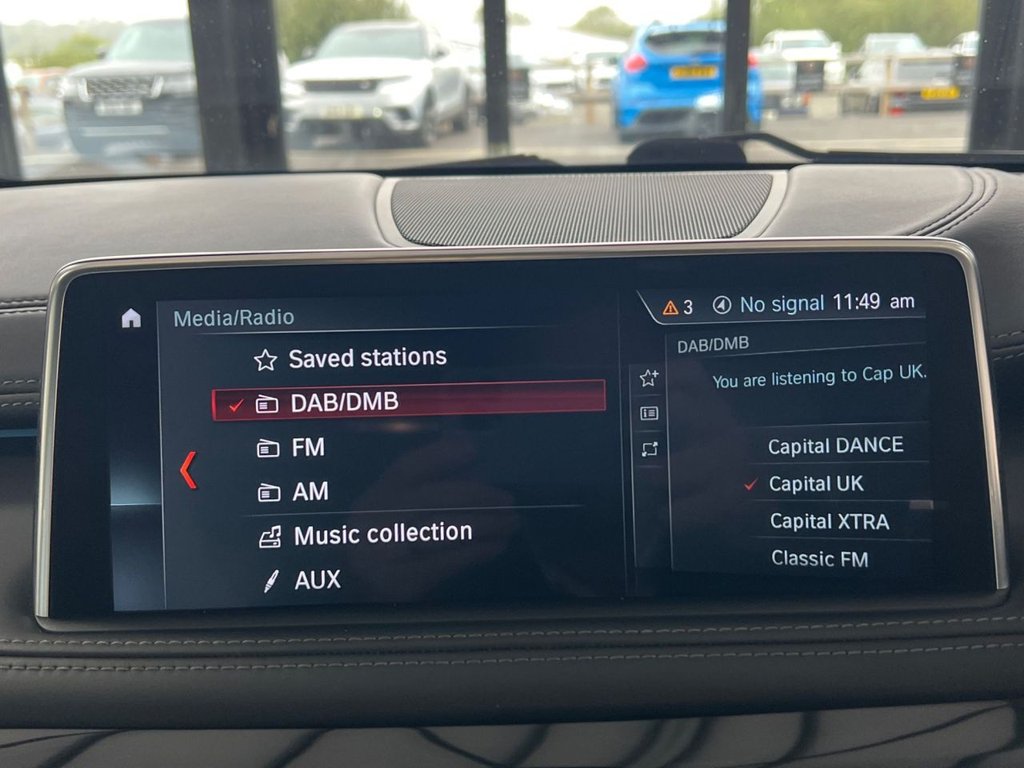 Media/Radio
Saved stations
DAB/DMB
FM
AM
Music collection
AUX
3 No signal 11:49 am
DAB/DMB
You are listening to Cap UK.
Capital DANCE
Capital UK
Capital XTRA
Classic FM